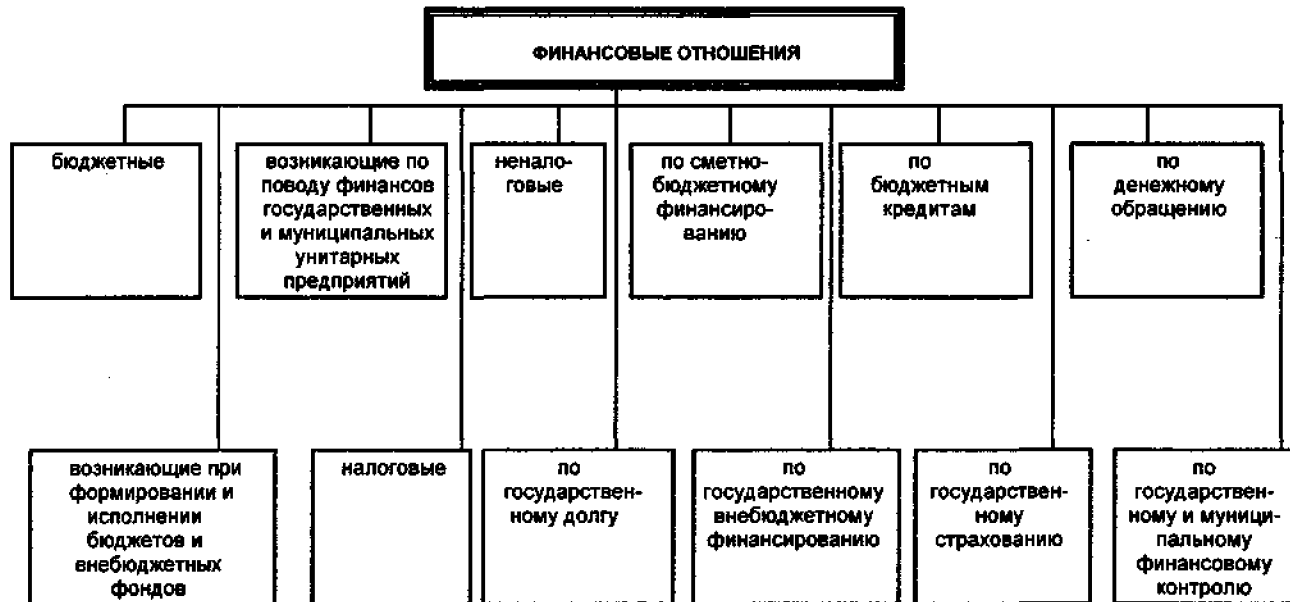 ФИНАНСОВЫЕ ОТНОШЕНИЯ
бюджетные
возникающие по
поводу финансов
государственных
и муниципальных
унитарных
предприятий
ненало-
говые
по сметно-
бюджетному
финансиро-
ванию
по
бюджетным
кредитам
по
денежному
обращению
возникающие при
формировании и
исполнении
бюджетов и
внебюджетных
фондов
налоговые
по
государствен-
ному долгу
по
государственному
внебюджетному
финансированию
по
государствен-
ному
страхованию
по
государствен-
ному и муници-
пальному
финансовому
контролю